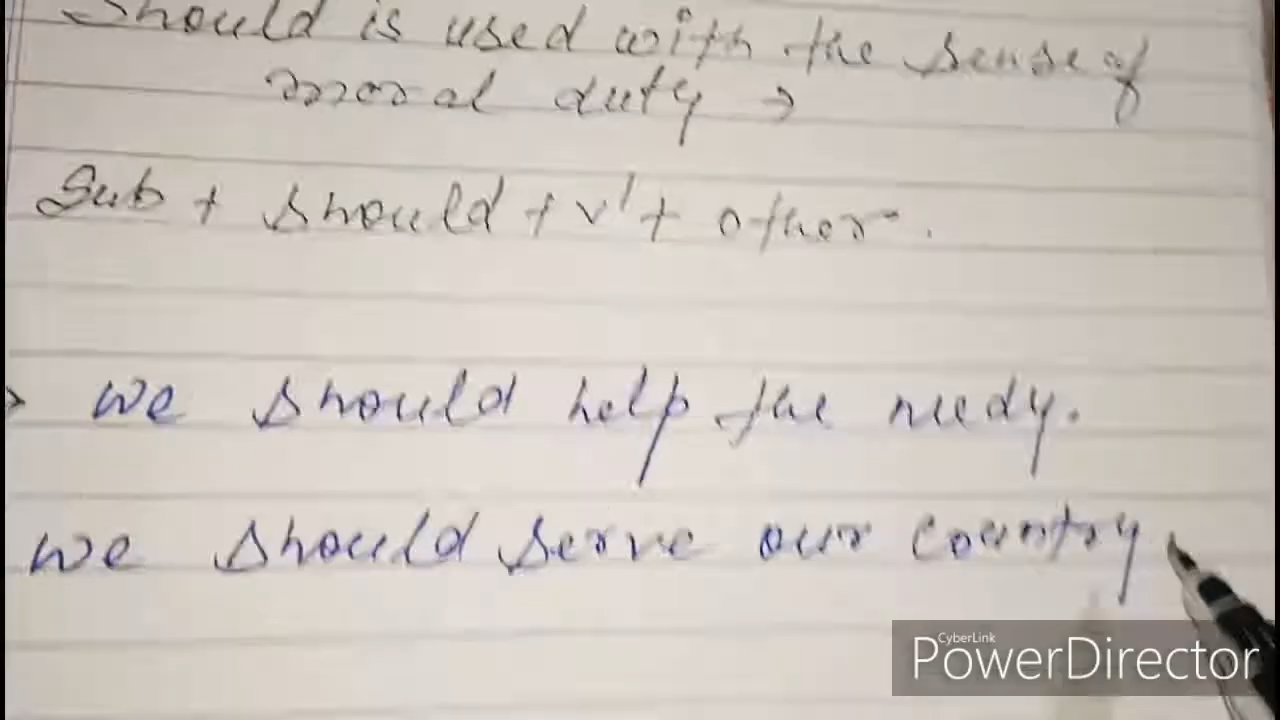 Should is used with the sense of
moral duty →
Sub + should + v¹ + other.
> we should help the needy.
we should serve our country
CyberLink
PowerDirector